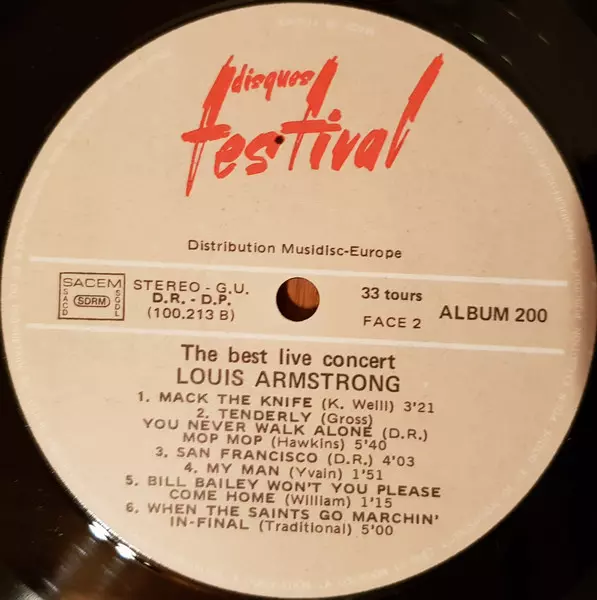 disques
festival
Distribution Musidisc-Europe
SACEM
SACD
SDRM
SGDL
STEREO - G.U.
D.R. - D.P.
(100.213 B)
33 tours
FACE 2
ALBUM 200
The best live concert
LOUIS ARMSTRONG
1. MACK THE KNIFE (K. Weill) 3'21
2. TENDERLY (Gross)
YOU NEVER WALK ALONE (D.R.)
MOP MOP (Hawkins) 5'40
3. SAN FRANCISCO (D.R.) 4'03
4. MY MAN (Yvain) 1'51
5. BILL BAILEY WON'T YOU PLEASE
COME HOME (William) 1'15
6. WHEN THE SAINTS GO MARCHIN'
IN-FINAL (Traditional) 5'00